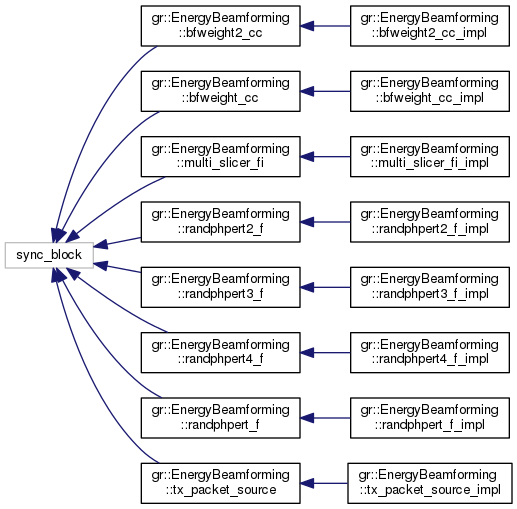 gr::EnergyBeamforming
::bfweight2_cc
gr::EnergyBeamforming
::bfweight2_cc_impl
gr::EnergyBeamforming
::bfweight_cc
gr::EnergyBeamforming
::bfweight_cc_impl
gr::EnergyBeamforming
::multi_slicer_fi
gr::EnergyBeamforming
::multi_slicer_fi_impl
gr::EnergyBeamforming
::randphpert2_f
gr::EnergyBeamforming
::randphpert2_f_impl
sync_block
gr::EnergyBeamforming
::randphpert3_f
gr::EnergyBeamforming
::randphpert3_f_impl
gr::EnergyBeamforming
::randphpert4_f
gr::EnergyBeamforming
::randphpert4_f_impl
gr::EnergyBeamforming
::randphpert_f
gr::EnergyBeamforming
::randphpert_f_impl
gr::EnergyBeamforming
::tx_packet_source
gr::EnergyBeamforming
::tx_packet_source_impl